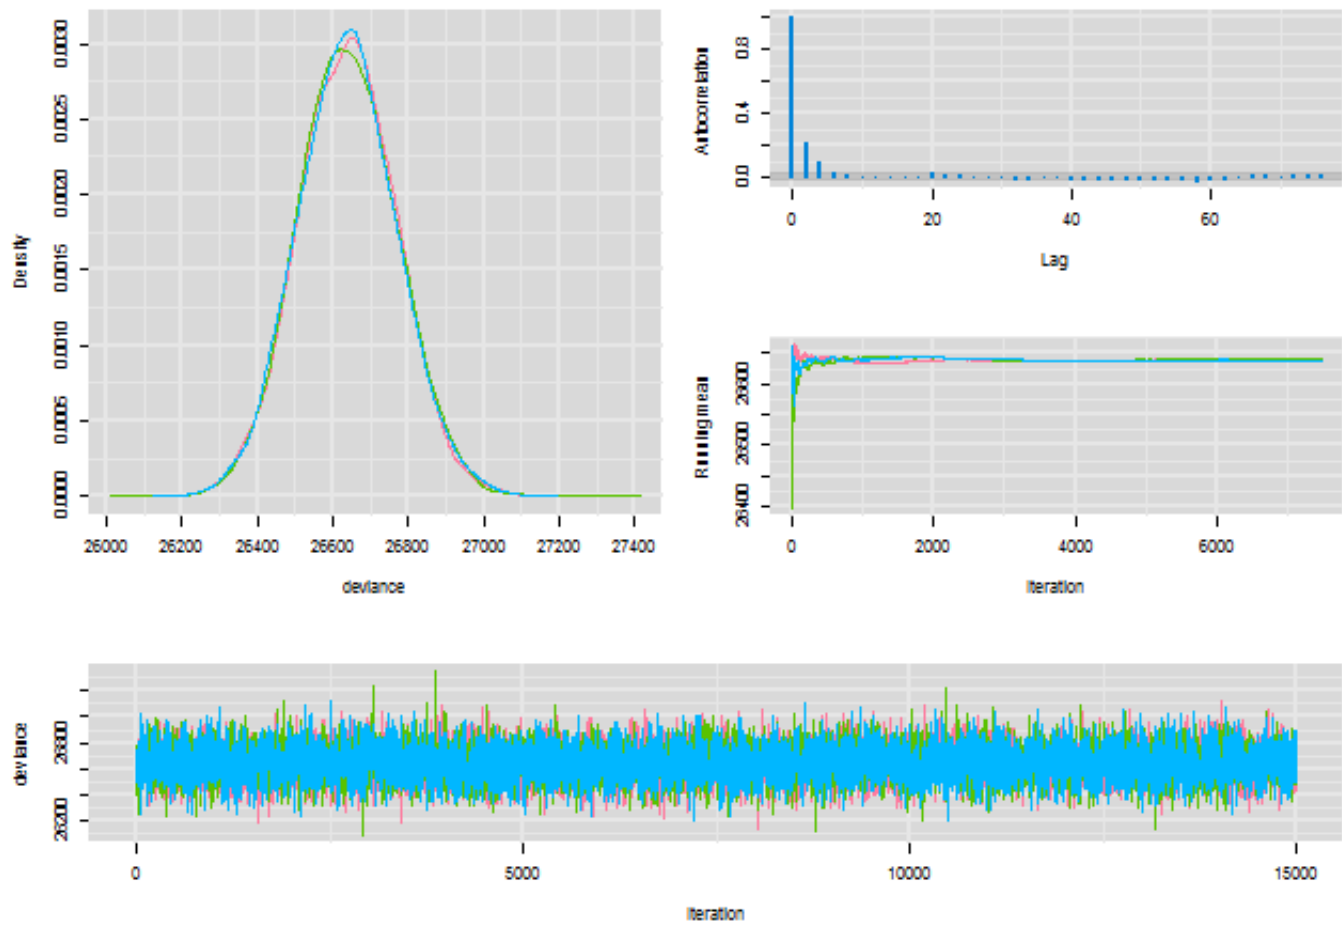 Density
0.0000 0.0005 0.0010 0.0015 0.0020 0.0025 0.0030
26000 26200 26400 26600 26800 27000 27200 27400
deviance
Autocorrelation
0.0 0.4 0.8
0 20 40 60
Lag
Running mean
26400 26500 26600
0 2000 4000 6000
Iteration
deviance
26200 26800
0 5000 10000 15000
Iteration